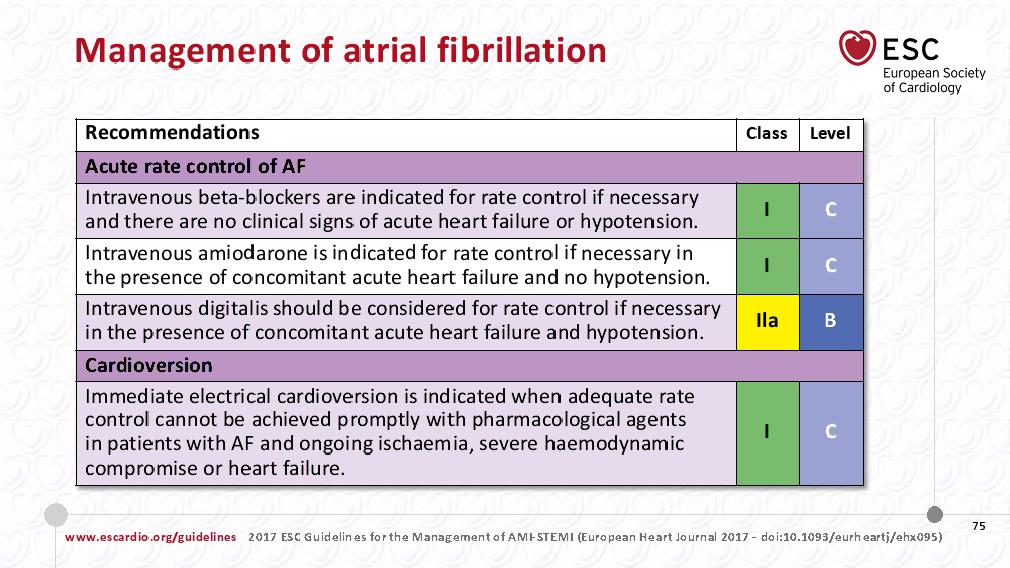 Management of atrial fibrillation
ESC
European Society
of Cardiology
Recommendations Class Level
Acute rate control of AF
Intravenous beta-blockers are indicated for rate control if necessary
and there are no clinical signs of acute heart failure or hypotension.
I C
Intravenous amiodarone is indicated for rate control if necessary in
the presence of concomitant acute heart failure and no hypotension.
I C
Intravenous digitalis should be considered for rate control if necessary
in the presence of concomitant acute heart failure and hypotension.
IIa B
Cardioversion
Immediate electrical cardioversion is indicated when adequate rate
control cannot be achieved promptly with pharmacological agents
in patients with AF and ongoing ischaemia, severe haemodynamic
compromise or heart failure.
I C
75
www.escardio.org/guidelines 2017 ESC Guidelines for the Management of AMI-STEMI (European Heart Journal 2017 - doi:10.1093/eurheartj/ehx095)